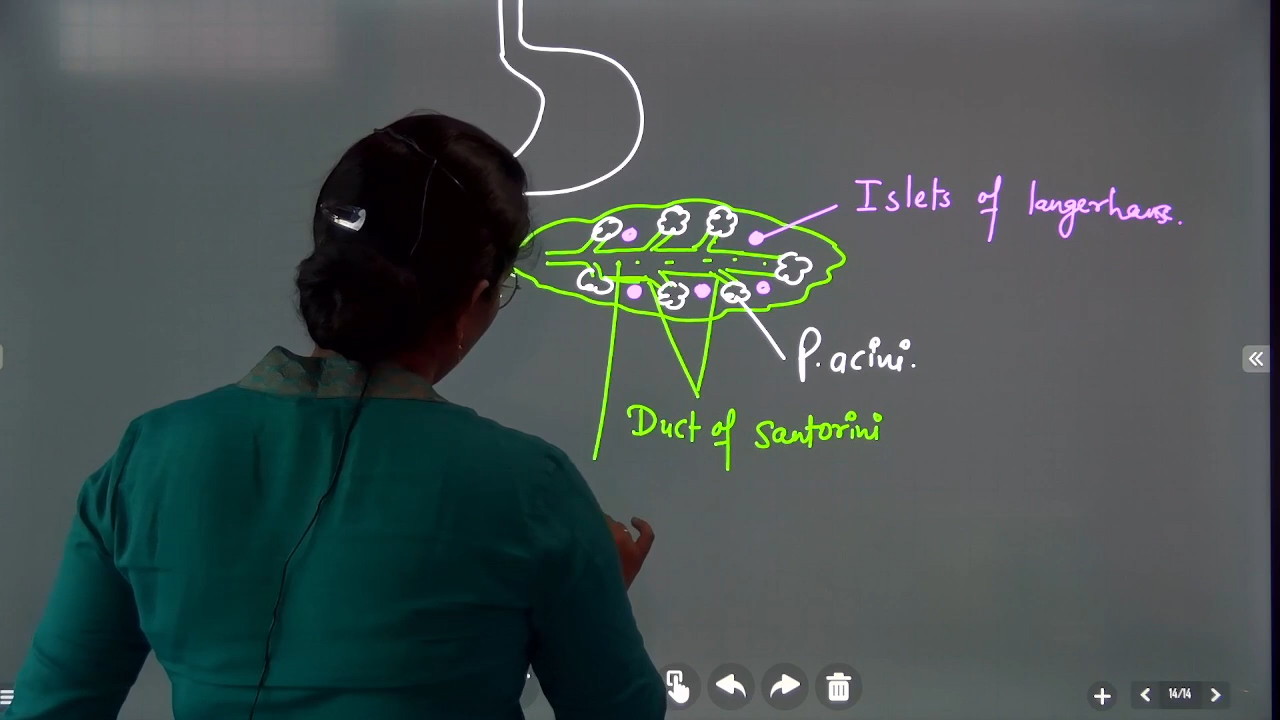 Islets of langerhans.
P.acini.
Duct of santorini
14/14